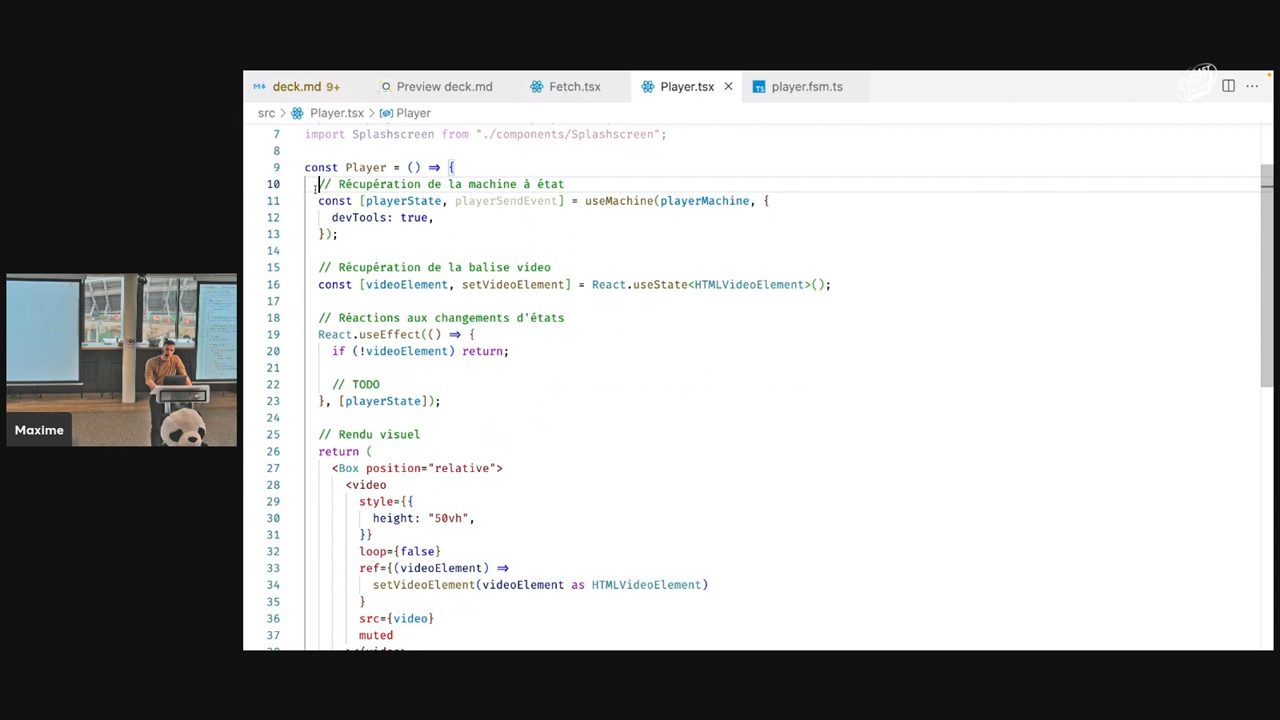 deck.md 9+ Preview deck.md Fetch.tsx Player.tsx player.fsm.ts
src > Player.tsx > Player
7 import Splashscreen from "./components/Splashscreen";
8
9 const Player = () => {
10 // Récupération de la machine à état
11 const [playerState, playerSendEvent] = useMachine(playerMachine, {
12 devTools: true,
13 });
14
15 // Récupération de la balise video
16 const [videoElement, setVideoElement] = React.useState<HTMLVideoElement>();
17
18 // Réactions aux changements d'états
19 React.useEffect(() => {
20 if (!videoElement) return;
21
22 // TODO
23 }, [playerState]);
24
25 // Rendu visuel
26 return (
27 <Box position="relative">
28 <video
29 style={{
30 height: "50vh",
31 }}
32 loop={false}
33 ref={(videoElement) =>
34 setVideoElement(videoElement as HTMLVideoElement)
35 }
36 src={video}
37 muted
Maxime